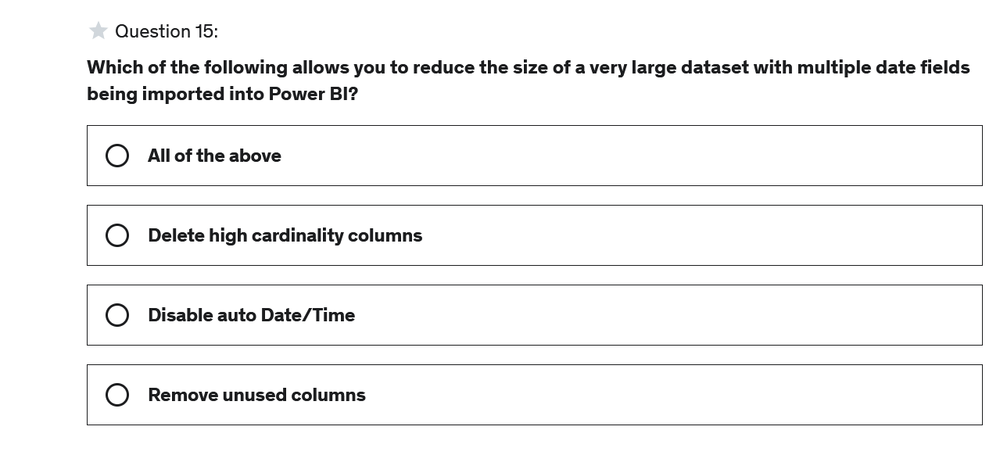 Question 15:
Which of the following allows you to reduce the size of a very large dataset with multiple date fields
being imported into Power BI?
All of the above
Delete high cardinality columns
Disable auto Date/Time
Remove unused columns